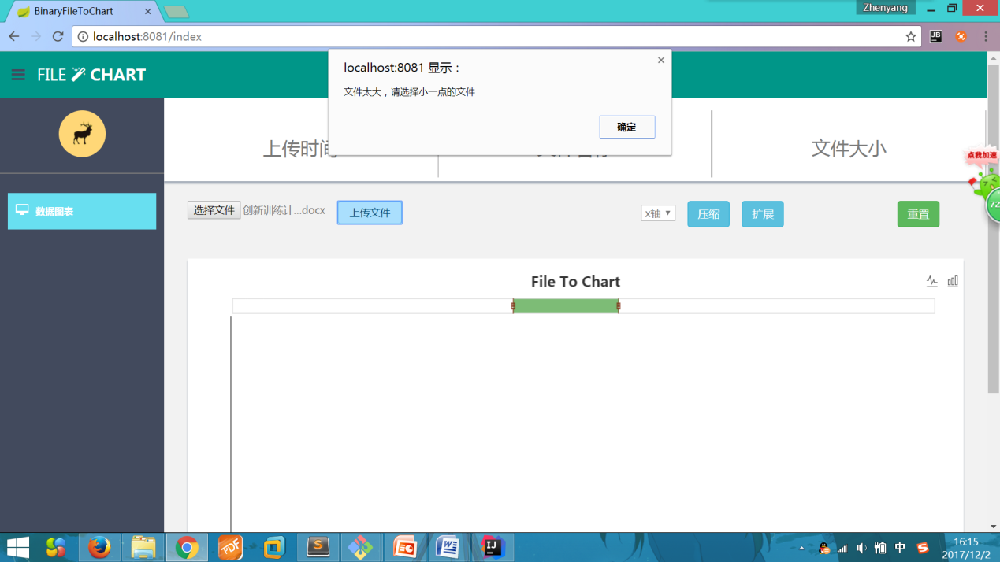 BinaryFileToChart
Zhenyang
localhost:8081/index
JB
FILE CHART
localhost:8081 显示：
文件太大，请选择小一点的文件
确定
上传时间
文件大小
点我加速
72
数据图表
选择文件 创新训练计...docx
上传文件
x轴
压缩
扩展
重置
File To Chart
PDF
S
W
IJ
中
S
16:15
2017/12/2